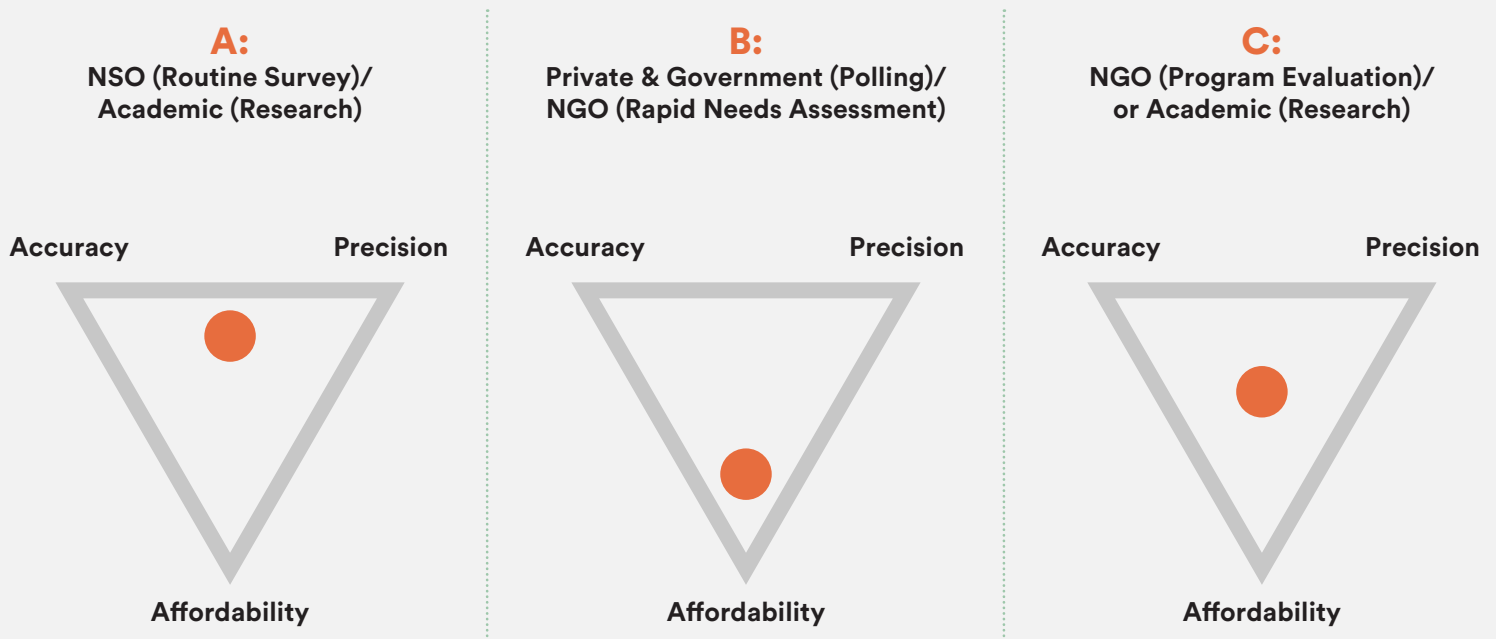 A:
NSO (Routine Survey)/
Academic (Research)
Accuracy
Precision
Affordability
B:
Private & Government (Polling)/
NGO (Rapid Needs Assessment)
Accuracy
Precision
Affordability
C:
NGO (Program Evaluation)/
or Academic (Research)
Accuracy
Precision
Affordability